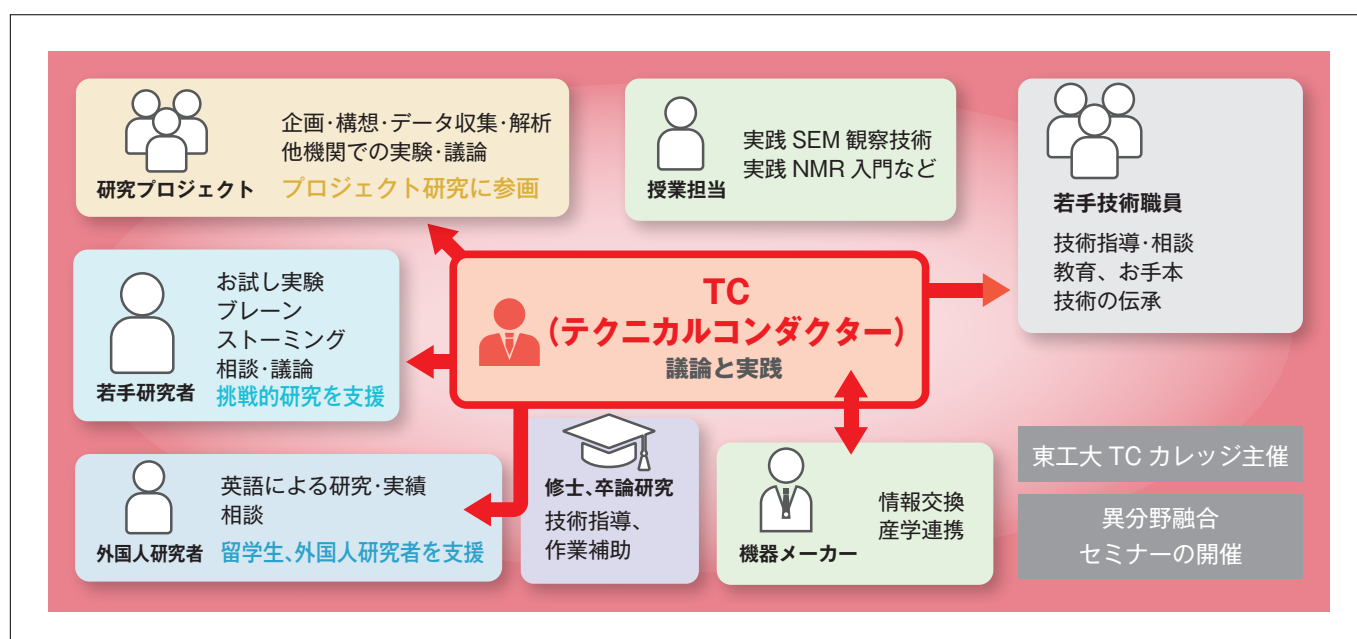 研究プロジェクト
企画・構想・データ収集・解析
他機関での実験・議論
プロジェクト研究に参画
授業担当
実践 SEM 観察技術
実践 NMR 入門など
若手技術職員
技術指導・相談
教育、お手本
技術の伝承
若手研究者
お試し実験
ブレーン
ストーミング
相談・議論
挑戦的研究を支援
TC
(テクニカルコンダクター)
議論と実践
外国人研究者
英語による研究・実績
相談
留学生、外国人研究者を支援
修士、卒論研究
技術指導、
作業補助
機器メーカー
情報交換
産学連携
東工大 TC カレッジ主催
異分野融合
セミナーの開催